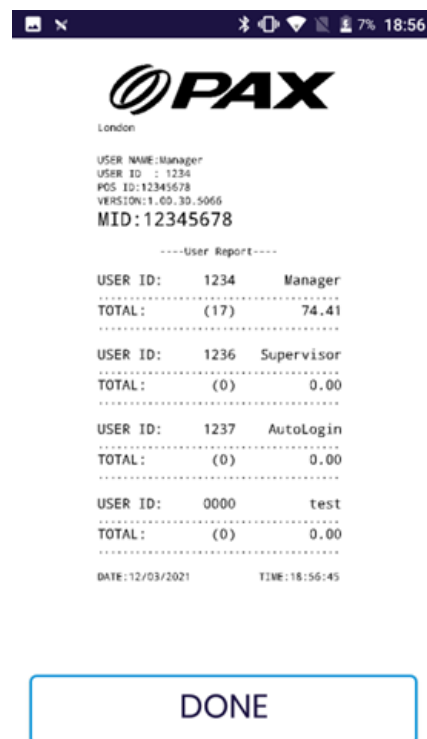 7% 18:56
PAX
London
USER NAME:Manager
USER ID : 1234
POS ID:12345678
VERSION:1.00.30.5066
MID:12345678
----User Report----
USER ID: 1234 Manager
TOTAL: (17) 74.41
USER ID: 1236 Supervisor
TOTAL: (0) 0.00
USER ID: 1237 AutoLogin
TOTAL: (0) 0.00
USER ID: 0000 test
TOTAL: (0) 0.00
DATE:12/03/2021 TIME:18:56:45
DONE